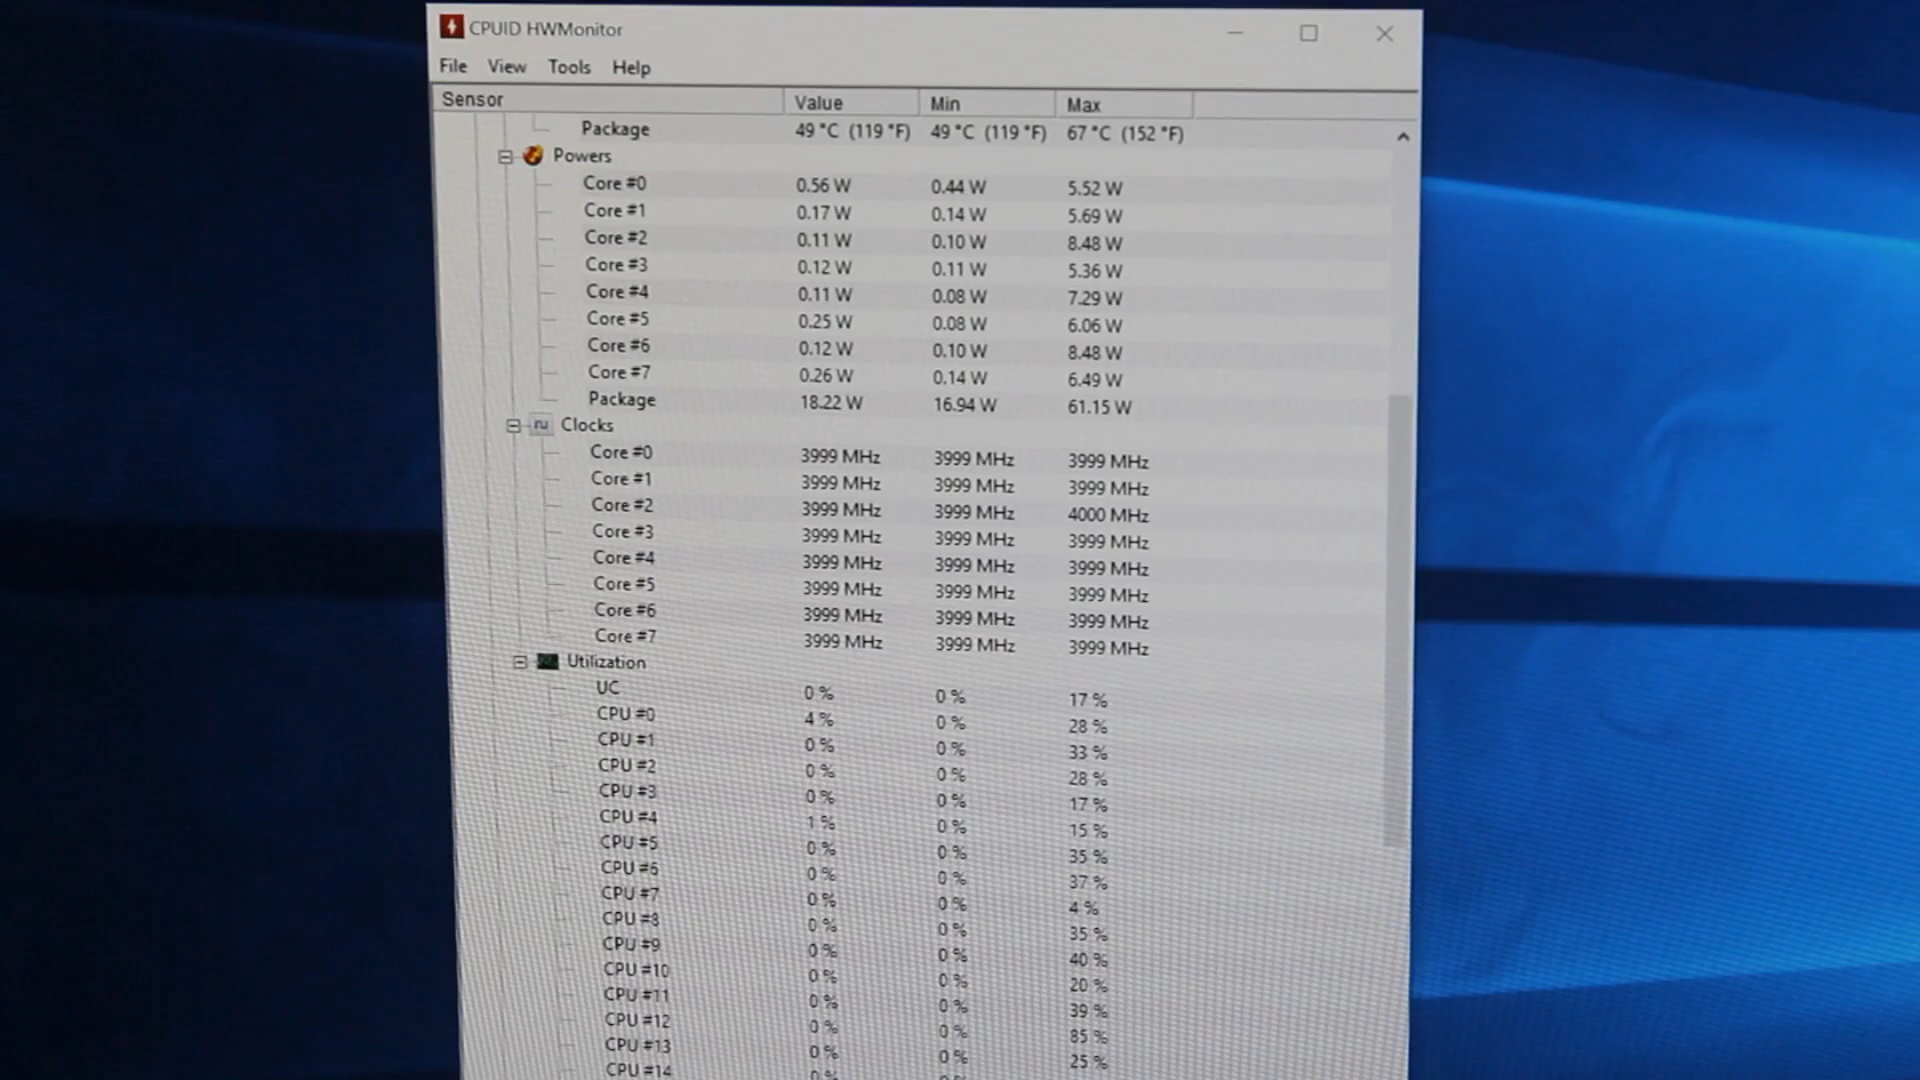 CPUID HWMonitor
File View Tools Help
Sensor Value Min Max
Package 49 °C (119 °F) 49 °C (119 °F) 67 °C (152 °F)
Powers
Core #0 0.56 W 0.44 W 5.52 W
Core #1 0.17 W 0.14 W 5.69 W
Core #2 0.11 W 0.10 W 8.48 W
Core #3 0.12 W 0.11 W 5.36 W
Core #4 0.11 W 0.08 W 7.29 W
Core #5 0.25 W 0.08 W 6.06 W
Core #6 0.12 W 0.10 W 8.48 W
Core #7 0.26 W 0.14 W 6.49 W
Package 18.22 W 16.94 W 61.15 W
Clocks
Core #0 3999 MHz 3999 MHz 3999 MHz
Core #1 3999 MHz 3999 MHz 3999 MHz
Core #2 3999 MHz 3999 MHz 4000 MHz
Core #3 3999 MHz 3999 MHz 3999 MHz
Core #4 3999 MHz 3999 MHz 3999 MHz
Core #5 3999 MHz 3999 MHz 3999 MHz
Core #6 3999 MHz 3999 MHz 3999 MHz
Core #7 3999 MHz 3999 MHz 3999 MHz
Utilization
UC 0 % 0 % 17 %
CPU #0 4 % 0 % 28 %
CPU #1 0 % 0 % 33 %
CPU #2 0 % 0 % 28 %
CPU #3 0 % 0 % 17 %
CPU #4 1 % 0 % 15 %
CPU #5 0 % 0 % 35 %
CPU #6 0 % 0 % 37 %
CPU #7 0 % 0 % 4 %
CPU #8 0 % 0 % 35 %
CPU #9 0 % 0 % 40 %
CPU #10 0 % 0 % 20 %
CPU #11 0 % 0 % 39 %
CPU #12 0 % 0 % 85 %
CPU #13 0 % 0 % 25 %
CPU #14 0 %